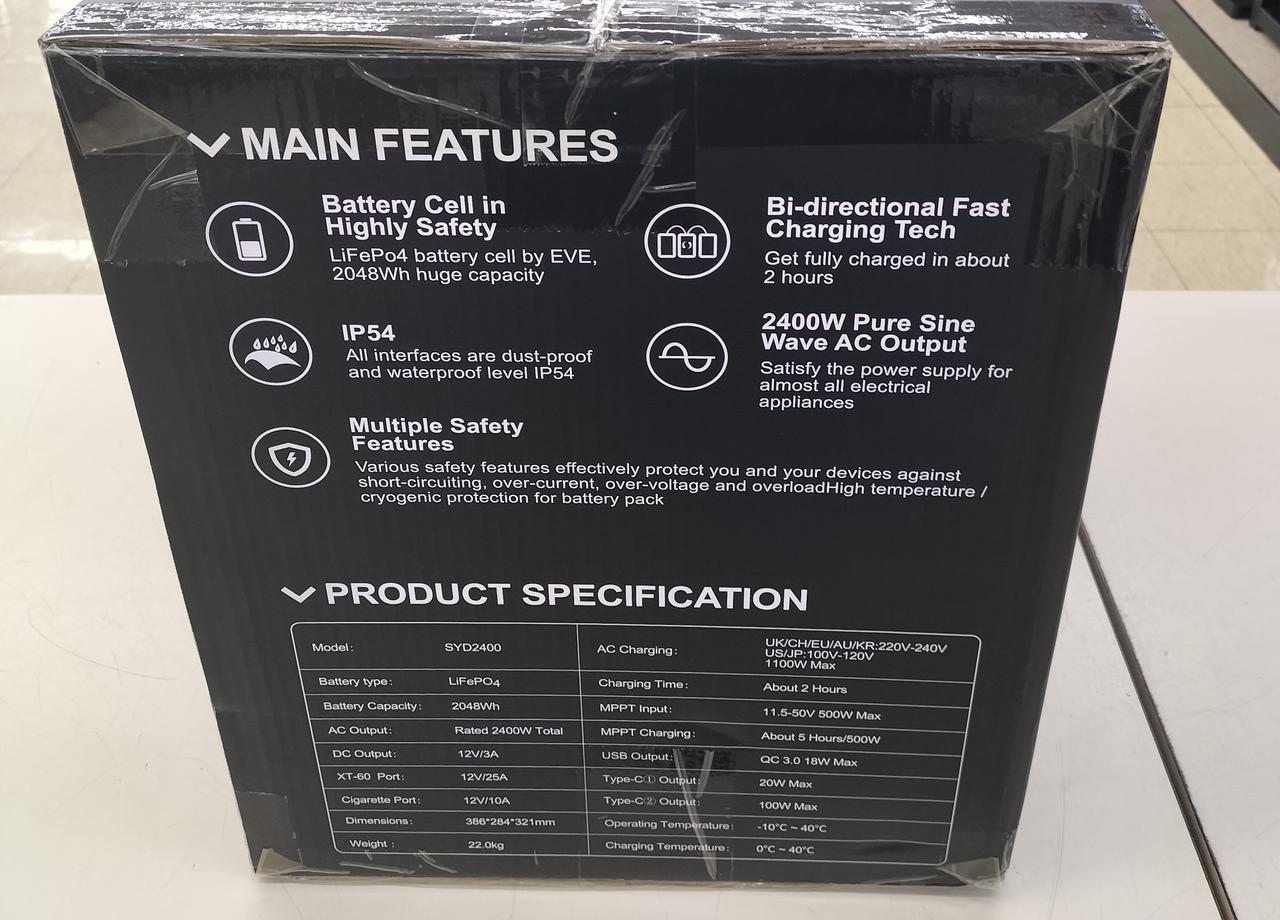 MAIN FEATURES
Battery Cell in
Highly Safety
LiFePo4 battery cell by EVE,
2048Wh huge capacity
Bi-directional Fast
Charging Tech
Get fully charged in about
2 hours
IP54
All interfaces are dust-proof
and waterproof level IP54
2400W Pure Sine
Wave AC Output
Satisfy the power supply for
almost all electrical
appliances
Multiple Safety
Features
Various safety features effectively protect you and your devices against
short-circuiting, over-current, over-voltage and overloadHigh temperature /
cryogenic protection for battery pack
PRODUCT SPECIFICATION
Model: SYD2400
Battery type: LiFePO4
Battery Capacity: 2048Wh
AC Output: Rated 2400W Total
DC Output: 12V/3A
XT-60 Port: 12V/25A
Cigarette Port: 12V/10A
Dimensions: 386*284*321mm
Weight : 22.0kg
AC Charging: UK/CH/EU/AU/KR:220V-240V
US/JP:100V-120V
1100W Max
Charging Time: About 2 Hours
MPPT Input: 11.5-50V 500W Max
MPPT Charging: About 5 Hours/500W
USB Output: QC 3.0 18W Max
Type-C① Output: 20W Max
Type-C② Output: 100W Max
Operating Temperature: -10°C ~ 40°C
Charging Temperature: 0°C ~ 40°C